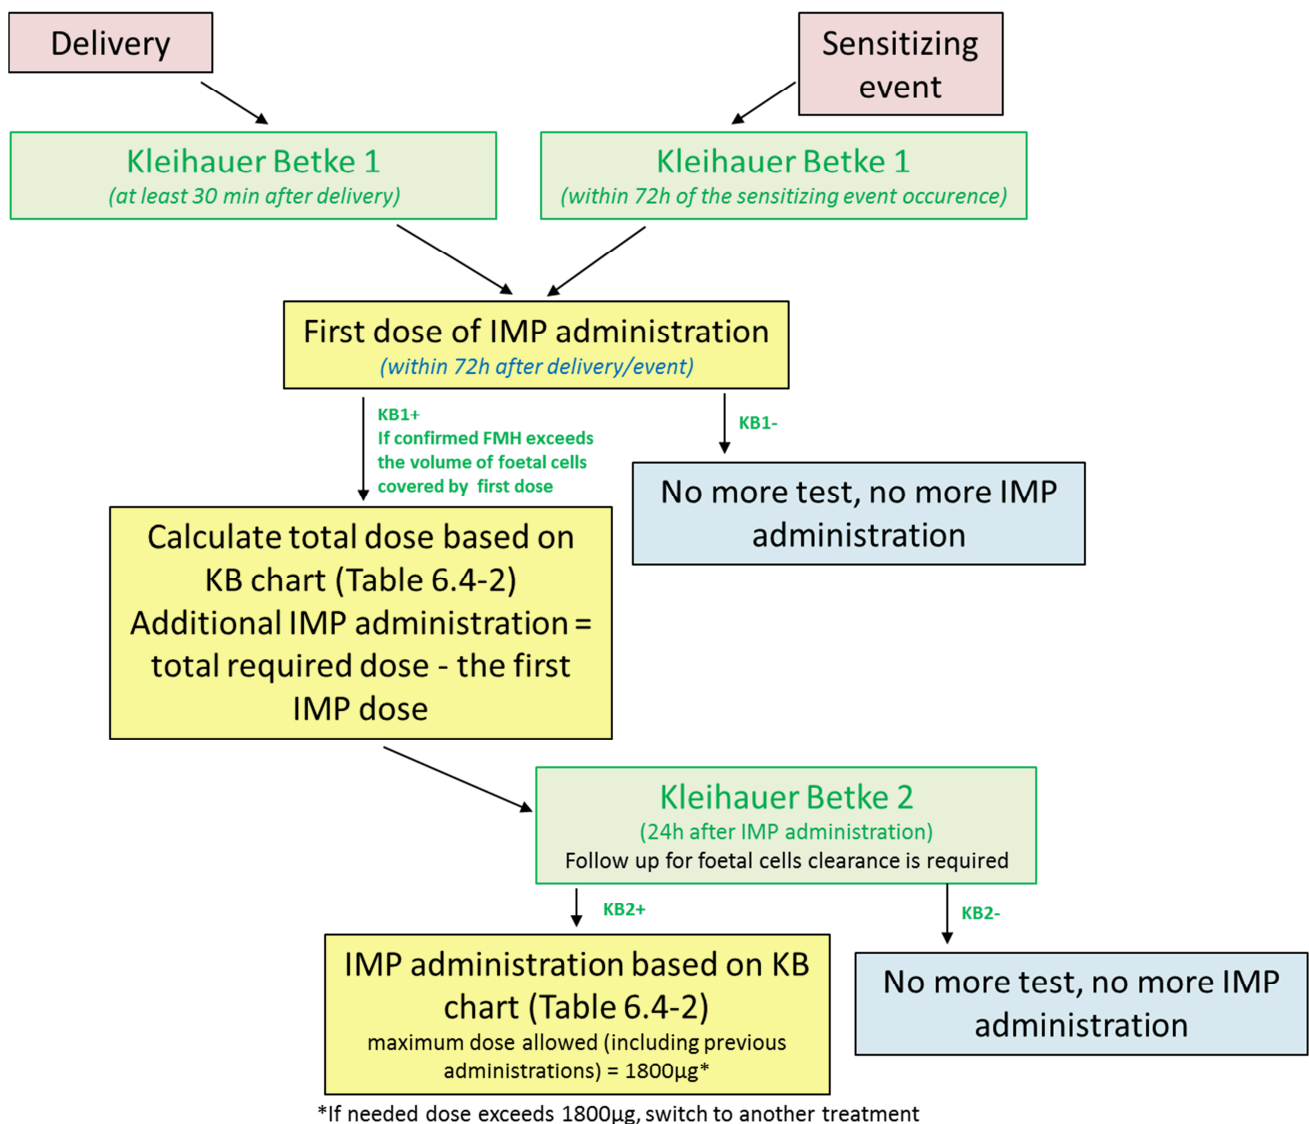 Delivery
Sensitizing
event
Kleihauer Betke 1
(at least 30 min after delivery)
Kleihauer Betke 1
(within 72h of the sensitizing event occurence)
First dose of IMP administration
(within 72h after delivery/event)
KB1+
If confirmed FMH exceeds
the volume of foetal cells
covered by first dose
KB1-
No more test, no more IMP
administration
Calculate total dose based on
KB chart (Table 6.4-2)
Additional IMP administration =
total required dose - the first
IMP dose
Kleihauer Betke 2
(24h after IMP administration)
Follow up for foetal cells clearance is required
KB2+
KB2-
IMP administration based on KB
chart (Table 6.4-2)
maximum dose allowed (including previous
administrations) = 1800µg*
No more test, no more IMP
administration
*If needed dose exceeds 1800µg, switch to another treatment